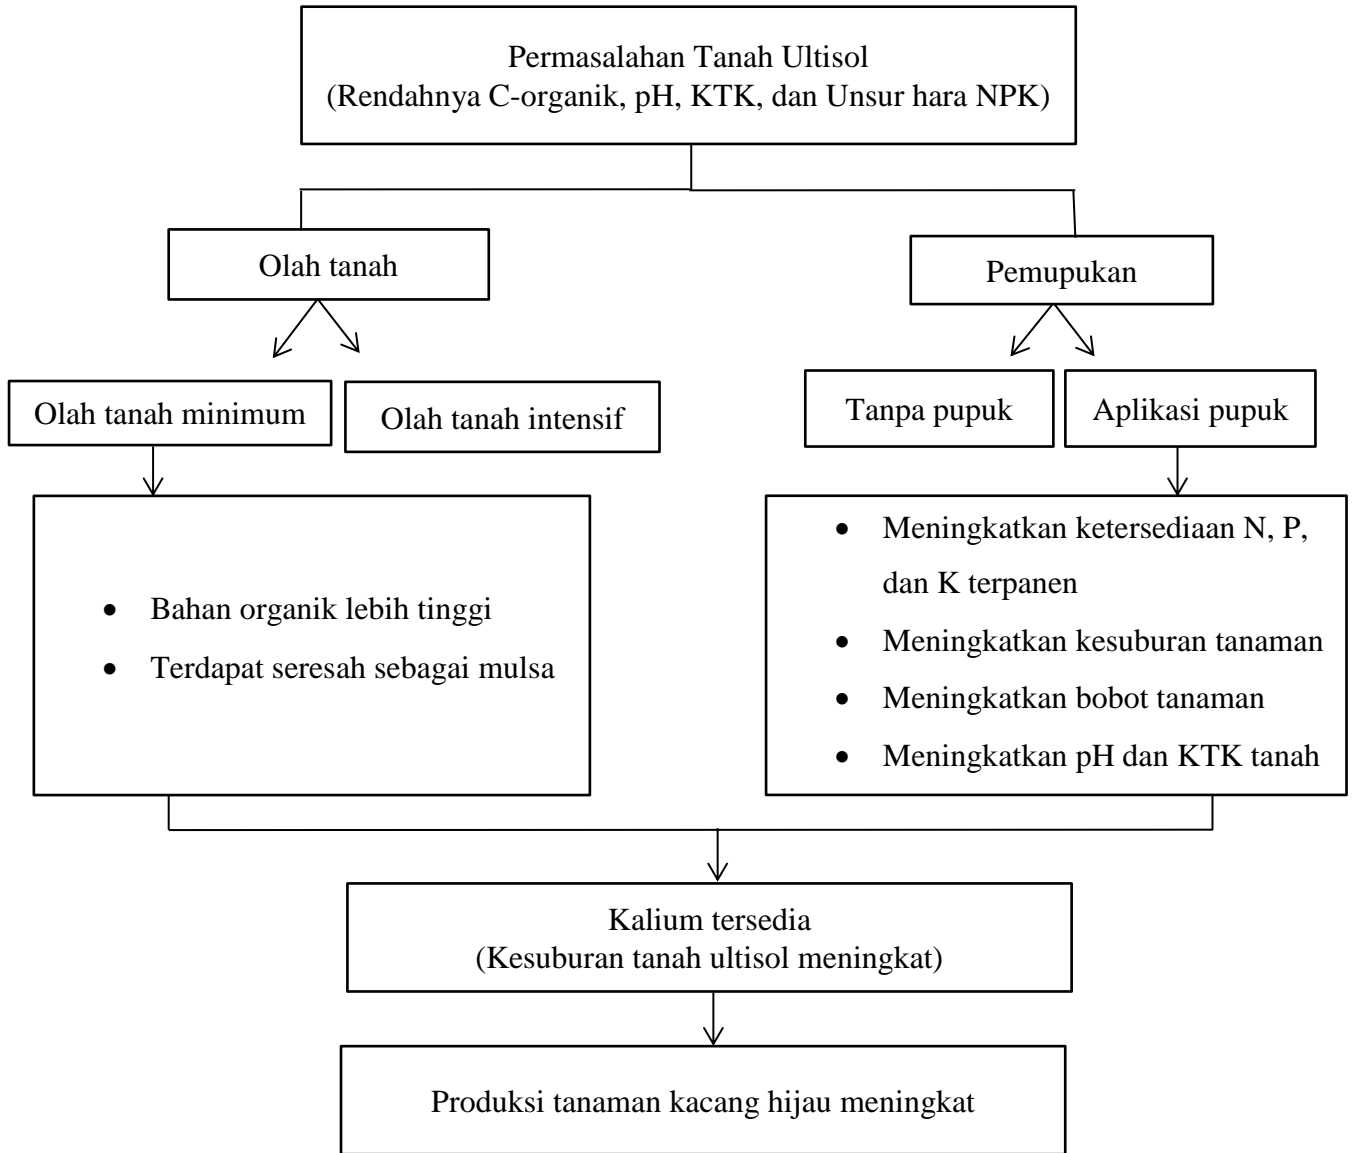 Permasalahan Tanah Ultisol
(Rendahnya C-organik, pH, KTK, dan Unsur hara NPK)
Olah tanah
Pemupukan
Olah tanah minimum
Olah tanah intensif
Tanpa pupuk
Aplikasi pupuk
• Bahan organik lebih tinggi
• Terdapat seresah sebagai mulsa
• Meningkatkan ketersediaan N, P,
dan K terpanen
• Meningkatkan kesuburan tanaman
• Meningkatkan bobot tanaman
• Meningkatkan pH dan KTK tanah
Kalium tersedia
(Kesuburan tanah ultisol meningkat)
Produksi tanaman kacang hijau meningkat